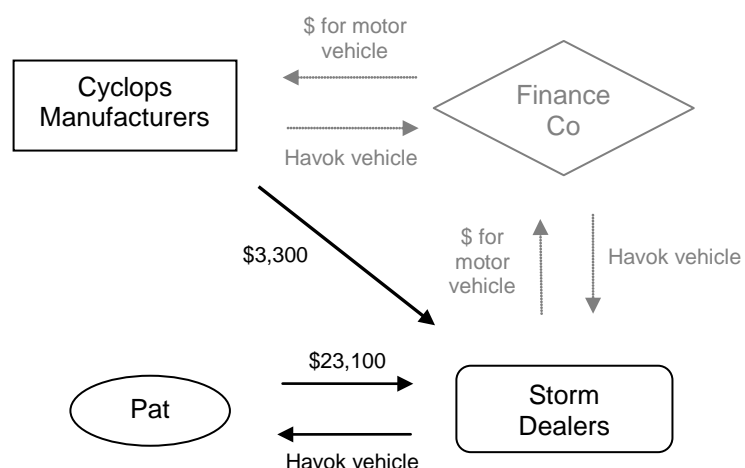 $ for motor
vehicle
Cyclops
Manufacturers
Finance
Co
Havok vehicle
$3,300
$ for
motor
vehicle
Havok vehicle
$23,100
Pat
Storm
Dealers
Havok vehicle